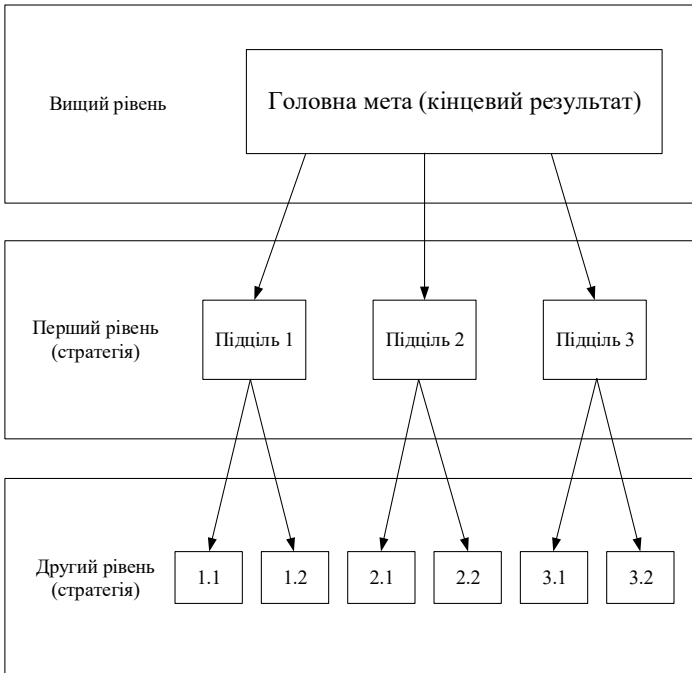 Вищий рівень
Головна мета (кінцевий результат)
Перший рівень
(стратегія)
Підціль 1
Підціль 2
Підціль 3
Другий рівень
(стратегія)
1.1
1.2
2.1
2.2
3.1
3.2